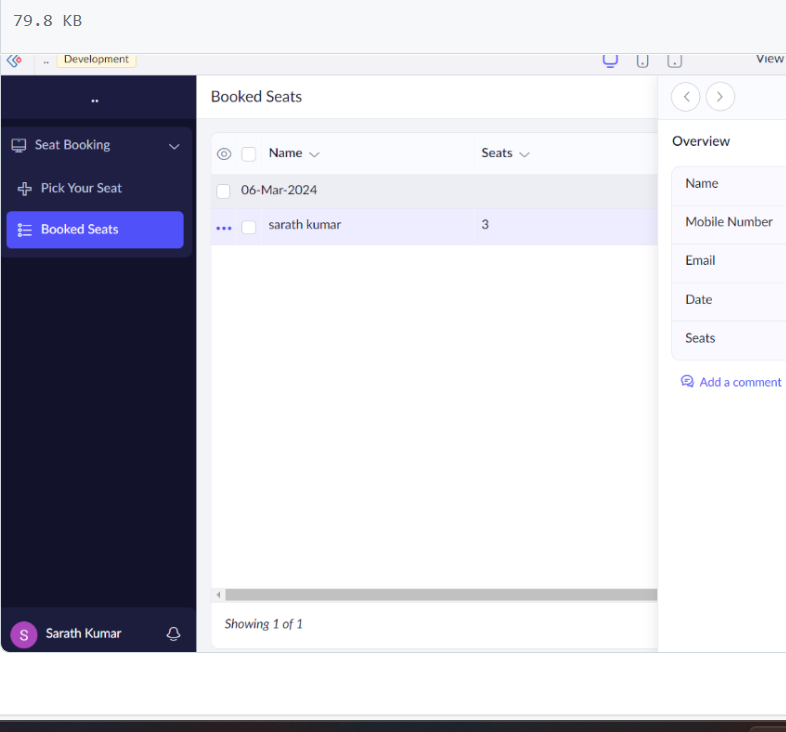 79.8 KB
.. Development View
..
Booked Seats
Seat Booking
Pick Your Seat
Booked Seats
Name Seats
06-Mar-2024
sarath kumar 3
Showing 1 of 1
S Sarath Kumar
Overview
Name
Mobile Number
Email
Date
Seats
Add a comment